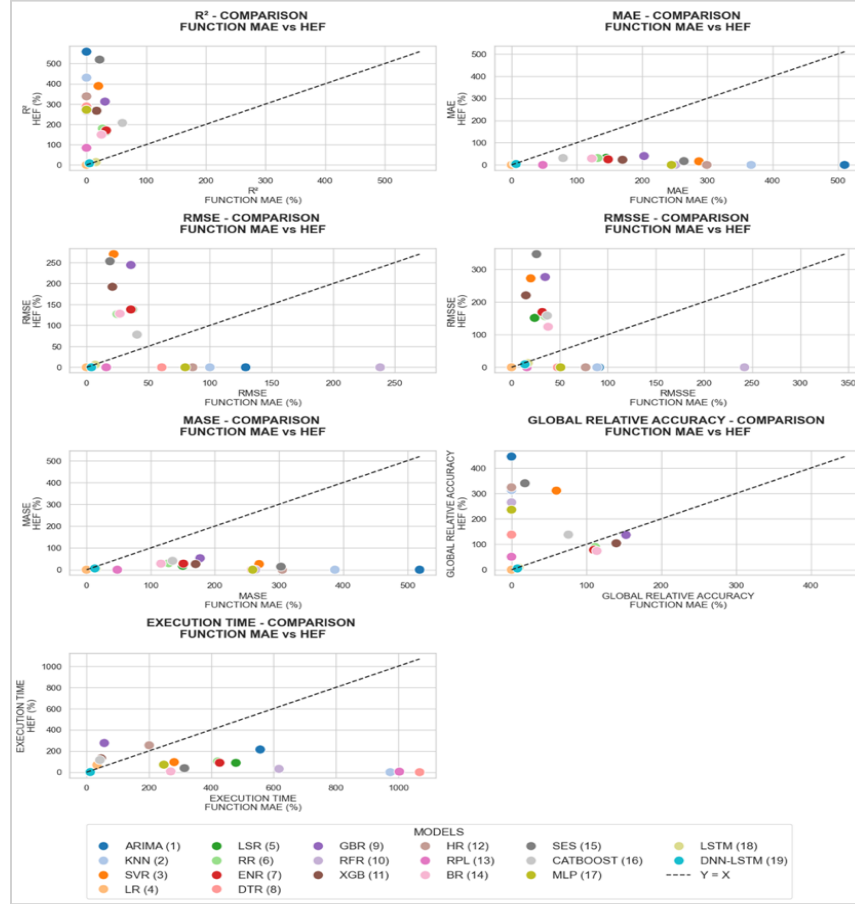 R² - COMPARISON
FUNCTION MAE vs HEF
R²
HEF (%)
500
400
300
200
100
0
0 100 200 300 400 500
R²
FUNCTION MAE (%)
MAE - COMPARISON
FUNCTION MAE vs HEF
MAE
HEF (%)
500
400
300
200
100
0
0 100 200 300 400 500
MAE
FUNCTION MAE (%)
RMSE - COMPARISON
FUNCTION MAE vs HEF
RMSE
HEF (%)
250
200
150
100
50
0
0 50 100 150 200 250
RMSE
FUNCTION MAE (%)
RMSSE - COMPARISON
FUNCTION MAE vs HEF
RMSSE
HEF (%)
300
200
100
0
0 50 100 150 200 250 300 350
RMSSE
FUNCTION MAE (%)
MASE - COMPARISON
FUNCTION MAE vs HEF
MASE
HEF (%)
500
400
300
200
100
0
0 100 200 300 400 500
MASE
FUNCTION MAE (%)
GLOBAL RELATIVE ACCURACY - COMPARISON
FUNCTION MAE vs HEF
GLOBAL RELATIVE ACCURACY
HEF (%)
400
300
200
100
0
0 100 200 300 400
GLOBAL RELATIVE ACCURACY
FUNCTION MAE (%)
EXECUTION TIME - COMPARISON
FUNCTION MAE vs HEF
EXECUTION TIME
HEF (%)
1000
800
600
400
200
0
0 200 400 600 800 1000
EXECUTION TIME
FUNCTION MAE (%)
MODELS
ARIMA (1) LSR (5) GBR (9) HR (12) SES (15) LSTM (18)
KNN (2) RR (6) RFR (10) RPL (13) CATBOOST (16) DNN-LSTM (19)
SVR (3) ENR (7) XGB (11) BR (14) MLP (17) Y = X
LR (4) DTR (8)